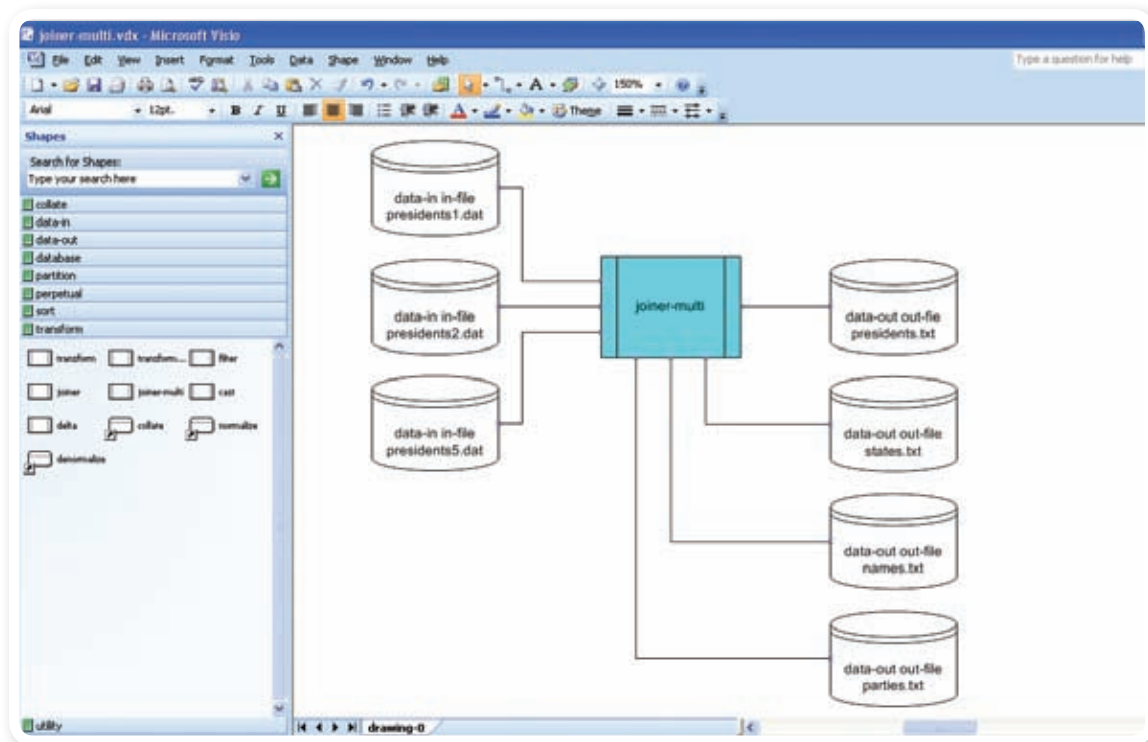 joiner-multi.vdx - Microsoft Visio
File Edit View Insert Format Tools Data Shape Window Help
Type a question for help
150%
Arial 12pt. B I U A Theme
Shapes
Search for Shapes:
Type your search here
collate
data-in
data-out
database
partition
perpetual
sort
transform
transform transform... filter
joiner joiner-multi cast
delta collate normalize
denormalize
utility
data-in in-file
presidents1.dat
data-in in-file
presidents2.dat
data-in in-file
presidents5.dat
joiner-multi
data-out out-fie
presidents.txt
data-out out-file
states.txt
data-out out-file
names.txt
data-out out-file
parties.txt
drawing-0